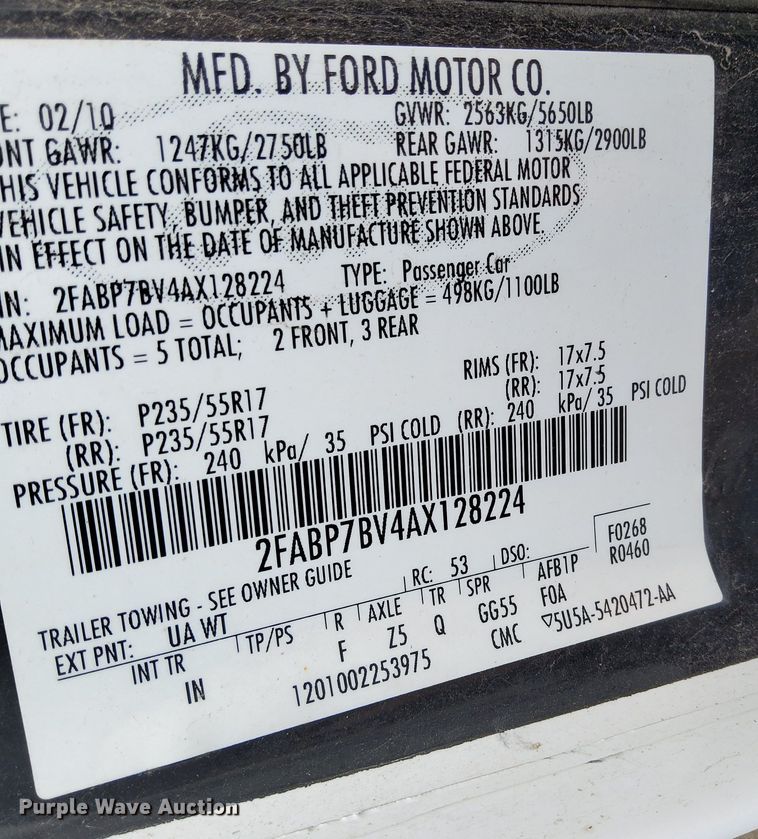 MFD. BY FORD MOTOR CO.
E: 02/10 GVWR: 2563KG/5650LB
ONT GAWR: 1247KG/2750LB REAR GAWR: 1315KG/2900LB
HIS VEHICLE CONFORMS TO ALL APPLICABLE FEDERAL MOTOR
VEHICLE SAFETY, BUMPER, AND THEFT PREVENTION STANDARDS
IN EFFECT ON THE DATE OF MANUFACTURE SHOWN ABOVE.
IN: 2FABP7BV4AX128224 TYPE: Passenger Car
MAXIMUM LOAD = OCCUPANTS + LUGGAGE = 498KG/1100LB
OCCUPANTS = 5 TOTAL; 2 FRONT, 3 REAR
TIRE (FR): P235/55R17 RIMS (FR): 17x7.5
(RR): P235/55R17 (RR): 17x7.5
PRESSURE (FR): 240 kPa/ 35 PSI COLD (RR): 240 kPa/ 35 PSI COLD
2FABP7BV4AX128224
TRAILER TOWING - SEE OWNER GUIDE RC: 53 DSO: F0268
R0460
EXT PNT: UA WT TP/PS R AXLE TR SPR AFB1P
INT TR F Z5 Q GG55 F0A
IN 1201002253975 CMC ▽5U5A-5420472-AA
Purple Wave Auction